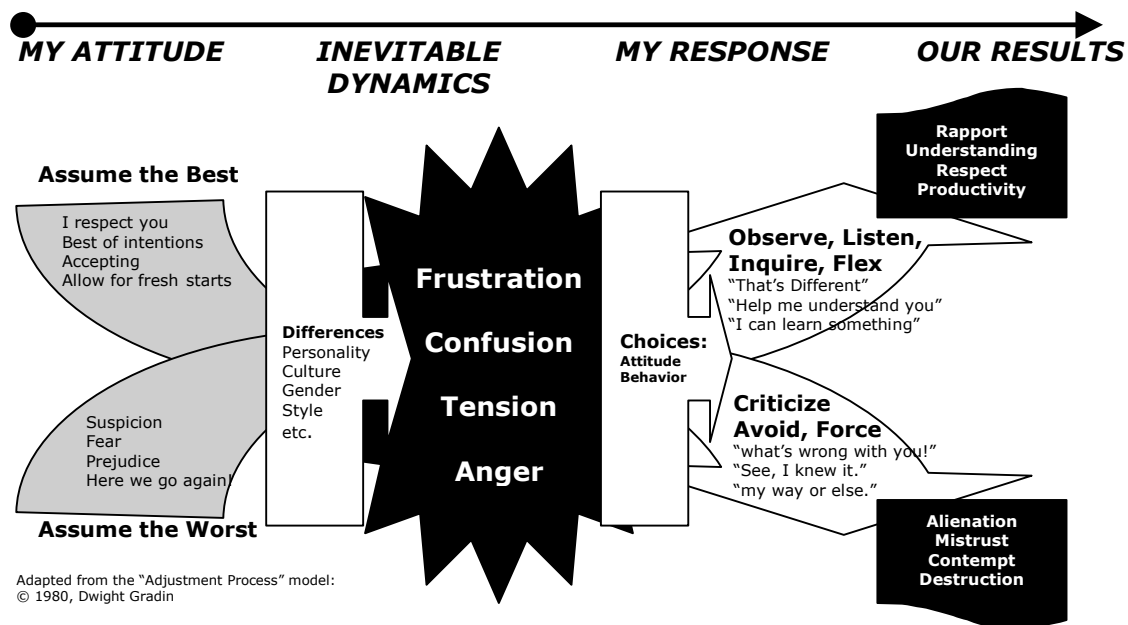 MY ATTITUDE
INEVITABLE
DYNAMICS
MY RESPONSE
OUR RESULTS
Assume the Best
I respect you
Best of intentions
Accepting
Allow for fresh starts
Suspicion
Fear
Prejudice
Here we go again!
Assume the Worst
Differences
Personality
Culture
Gender
Style
etc.
Frustration
Confusion
Tension
Anger
Choices:
Attitude
Behavior
Observe, Listen,
Inquire, Flex
“That’s Different”
“Help me understand you”
“I can learn something”
Criticize
Avoid, Force
“what’s wrong with you!”
“See, I knew it.”
“my way or else.”
Rapport
Understanding
Respect
Productivity
Alienation
Mistrust
Contempt
Destruction
Adapted from the “Adjustment Process” model:
© 1980, Dwight Gradin